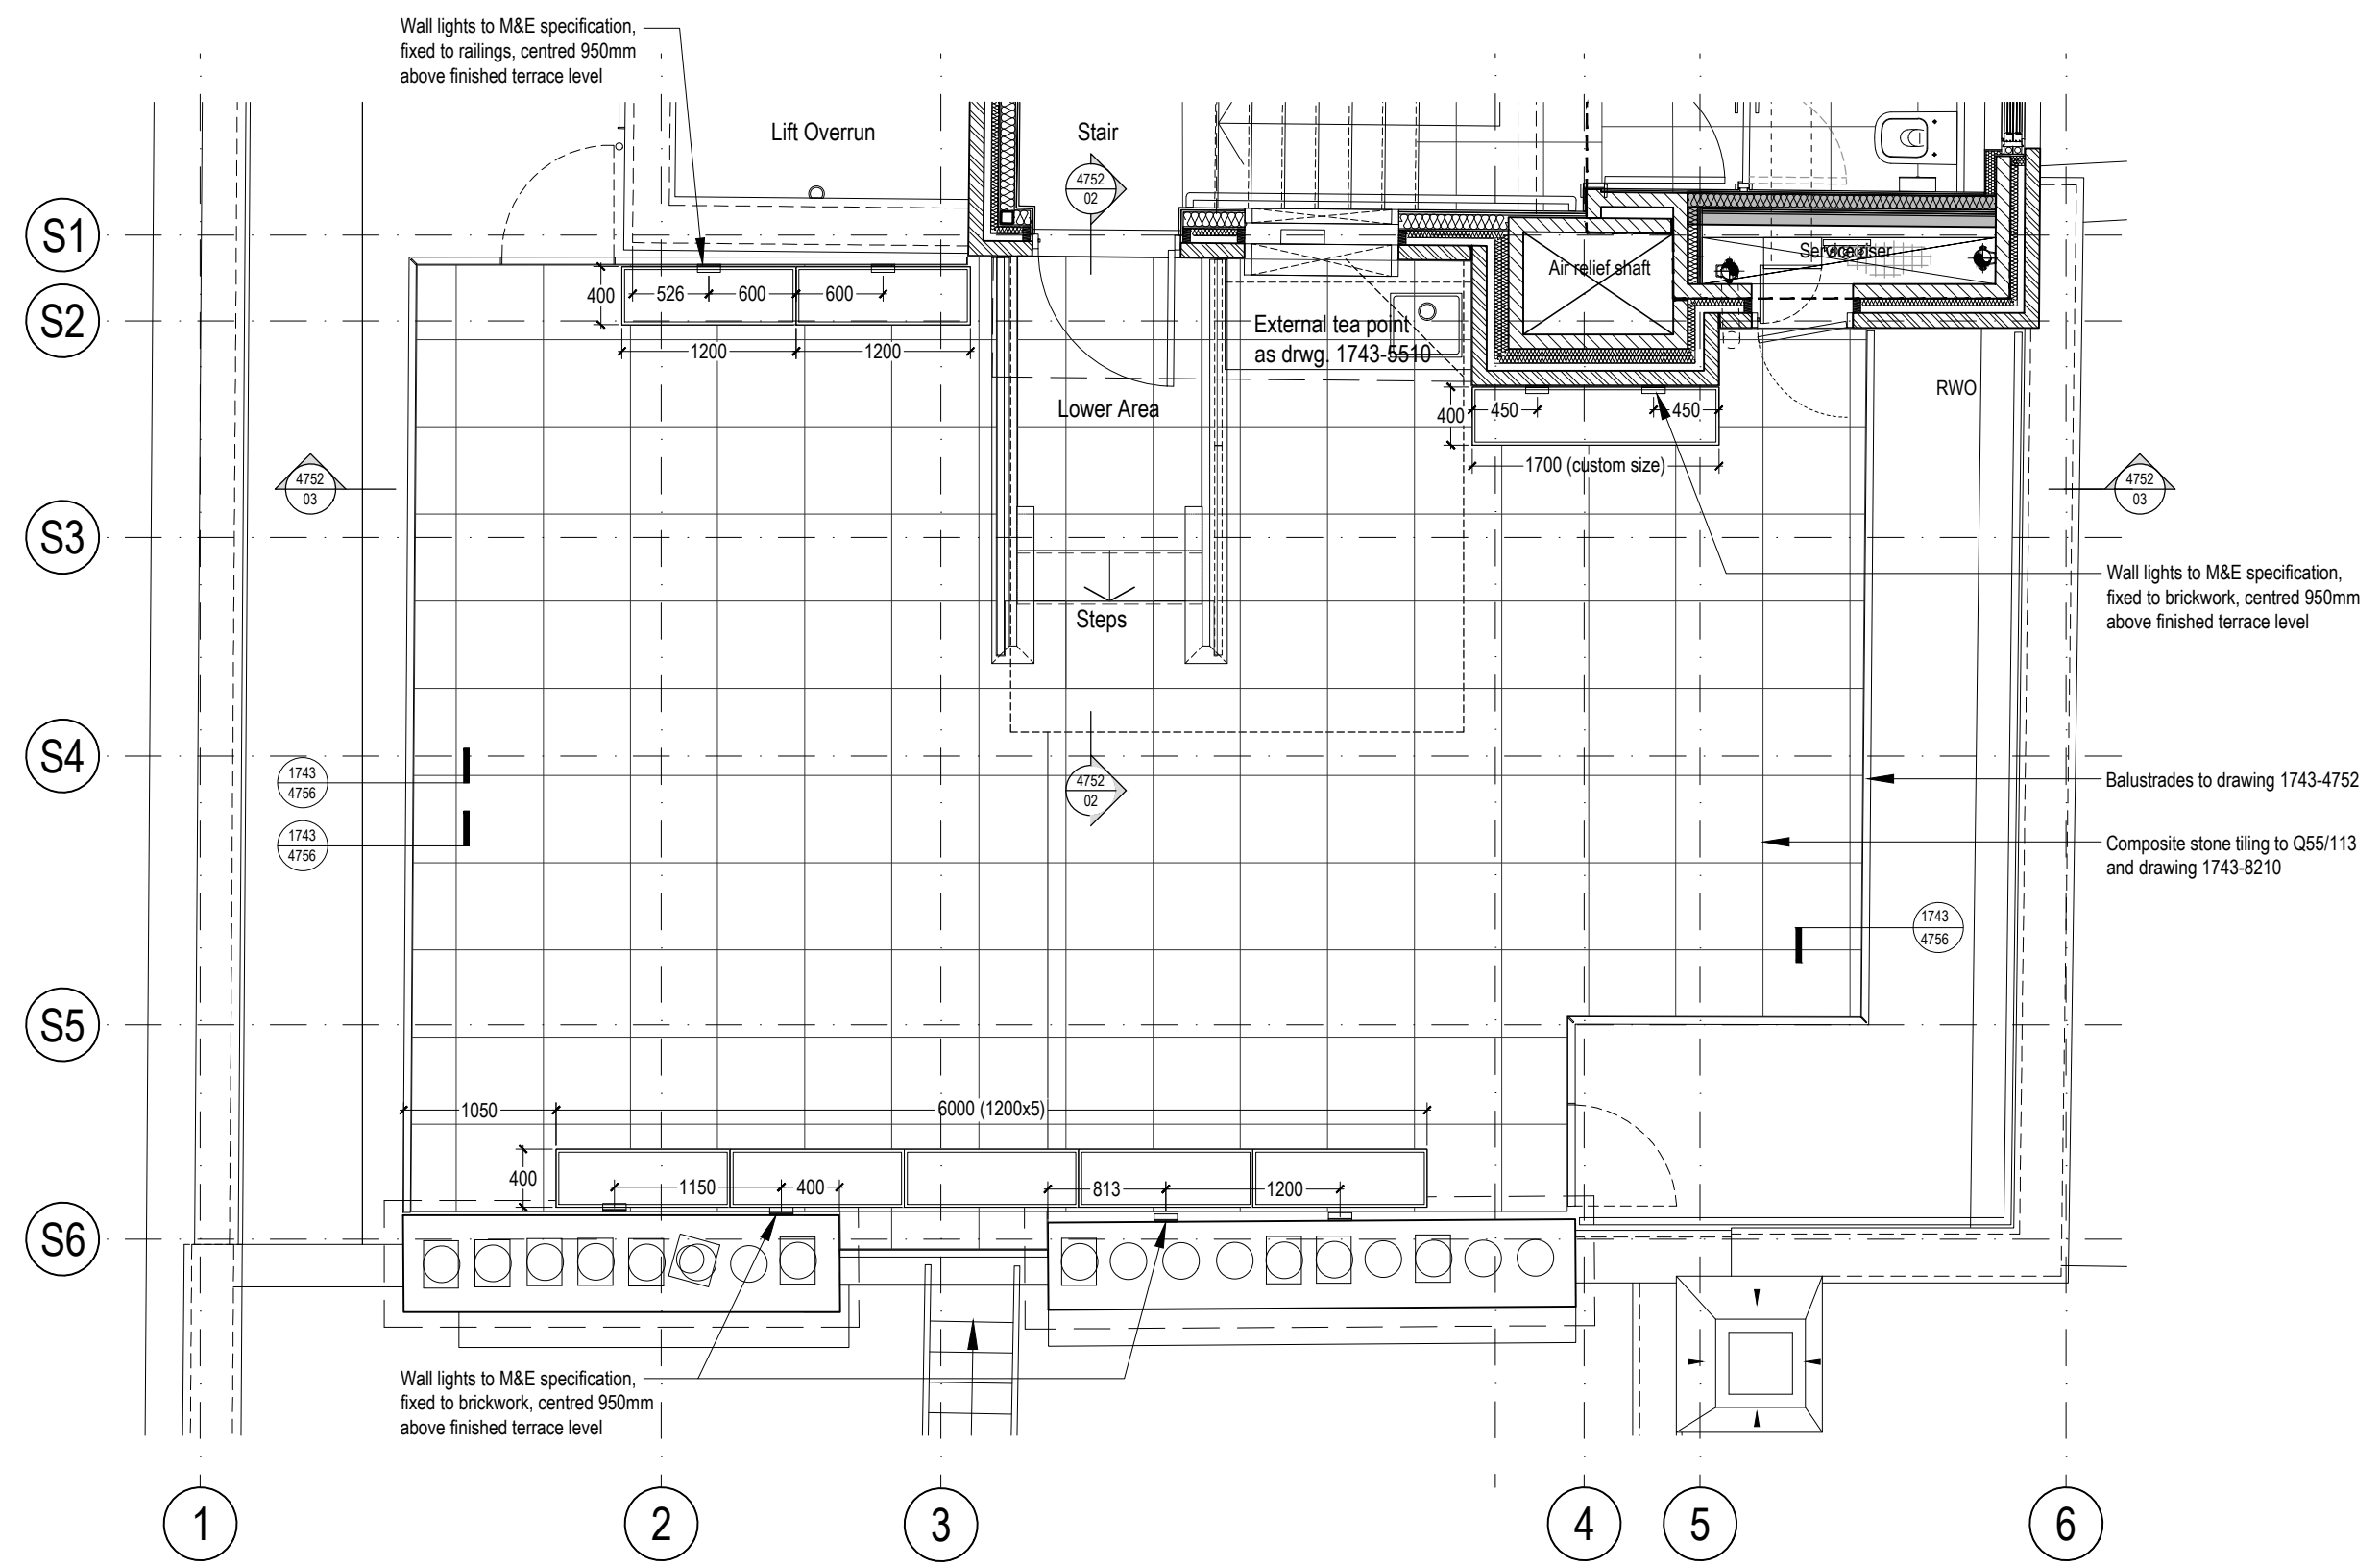 Wall lights to M&E specification,
fixed to railings, centred 950mm
above finished terrace level
Lift Overrun
Stair
4752
02
S1
Air relief shaft
Service riser
400
526
600
600
S2
External tea point
as drwg. 1743-5510
1200
1200
RWO
Lower Area
400
450
450
1700 (custom size)
4752
03
4752
03
S3
Wall lights to M&E specification,
fixed to brickwork, centred 950mm
above finished terrace level
Steps
S4
1743
4756
4752
02
Balustrades to drawing 1743-4752
1743
4756
Composite stone tiling to Q55/113
and drawing 1743-8210
1743
4756
S5
1050
6000 (1200x5)
400
1150
400
813
1200
S6
Wall lights to M&E specification,
fixed to brickwork, centred 950mm
above finished terrace level
1
2
3
4
5
6